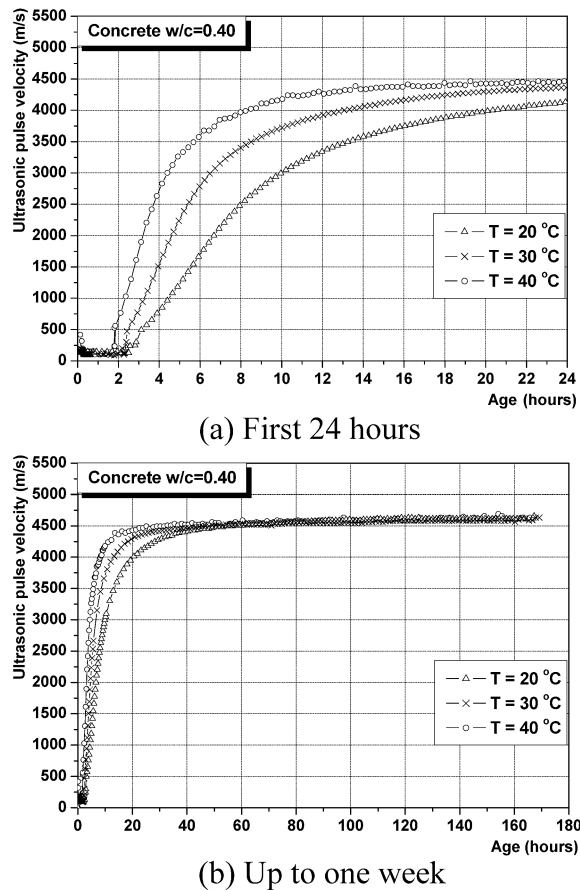 Concrete w/c=0.40
Ultrasonic pulse velocity (m/s)
5500
5000
4500
4000
3500
3000
2500
2000
1500
1000
500
0
T = 20 °C
T = 30 °C
T = 40 °C
0 2 4 6 8 10 12 14 16 18 20 22 24
Age (hours)
(a) First 24 hours
Concrete w/c=0.40
Ultrasonic pulse velocity (m/s)
5500
5000
4500
4000
3500
3000
2500
2000
1500
1000
500
0
T = 20 °C
T = 30 °C
T = 40 °C
0 20 40 60 80 100 120 140 160 180
Age (hours)
(b) Up to one week